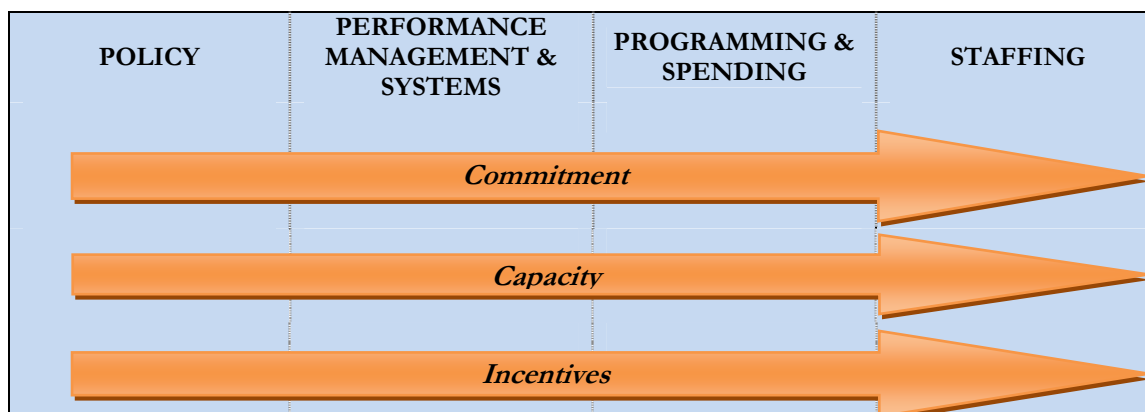 POLICY
PERFORMANCE
MANAGEMENT &
SYSTEMS
PROGRAMMING &
SPENDING
STAFFING
Commitment
Capacity
Incentives